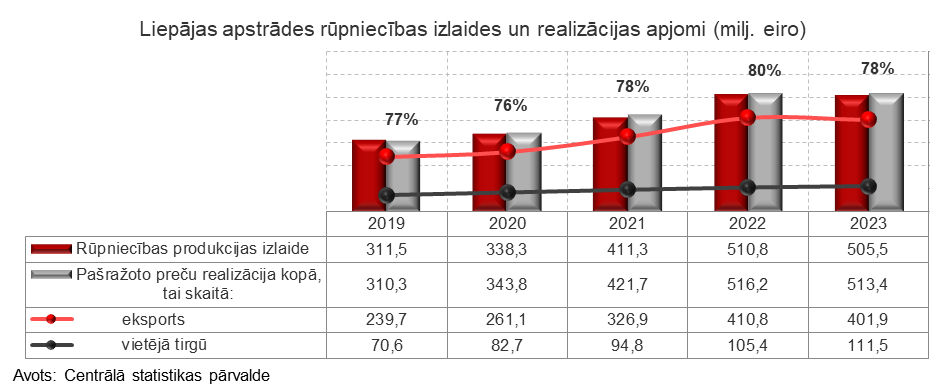 Liepājas apstrādes rūpniecības izlaides un realizācijas apjomi (milj. eiro)
77% 76% 78% 80% 78%
2019 2020 2021 2022 2023
Rūpniecības produkcijas izlaide 311,5 338,3 411,3 510,8 505,5
Pašražoto preču realizācija kopā,
tai skaitā: 310,3 343,8 421,7 516,2 513,4
eksports 239,7 261,1 326,9 410,8 401,9
vietējā tirgū 70,6 82,7 94,8 105,4 111,5
Avots: Centrālā statistikas pārvalde